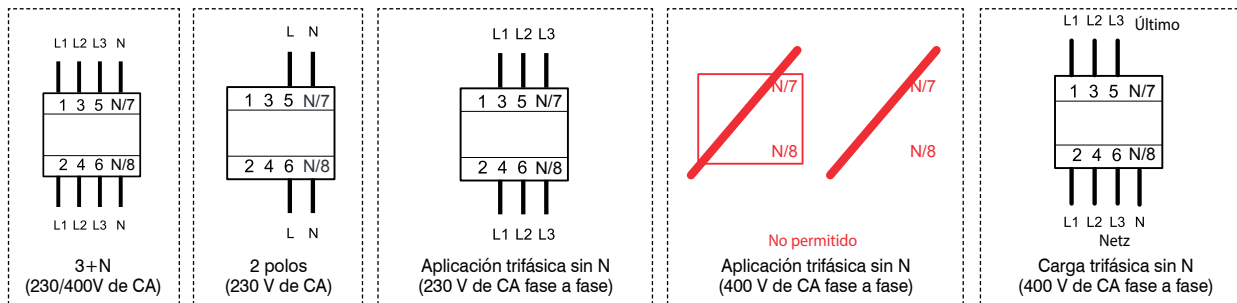 L1 L2 L3 N
1 3 5 N/7
2 4 6 N/8
L1 L2 L3 N
3+N
(230/400V de CA)
L N
1 3 5 N/7
2 4 6 N/8
L N
2 polos
(230 V de CA)
L1 L2 L3
1 3 5 N/7
2 4 6 N/8
L1 L2 L3
Aplicación trifásica sin N
(230 V de CA fase a fase)
N/7 N/7
N/8 N/8
No permitido
Aplicación trifásica sin N
(400 V de CA fase a fase)
L1 L2 L3 Último
1 3 5 N/7
2 4 6 N/8
L1 L2 L3 N
Netz
Carga trifásica sin N
(400 V de CA fase a fase)